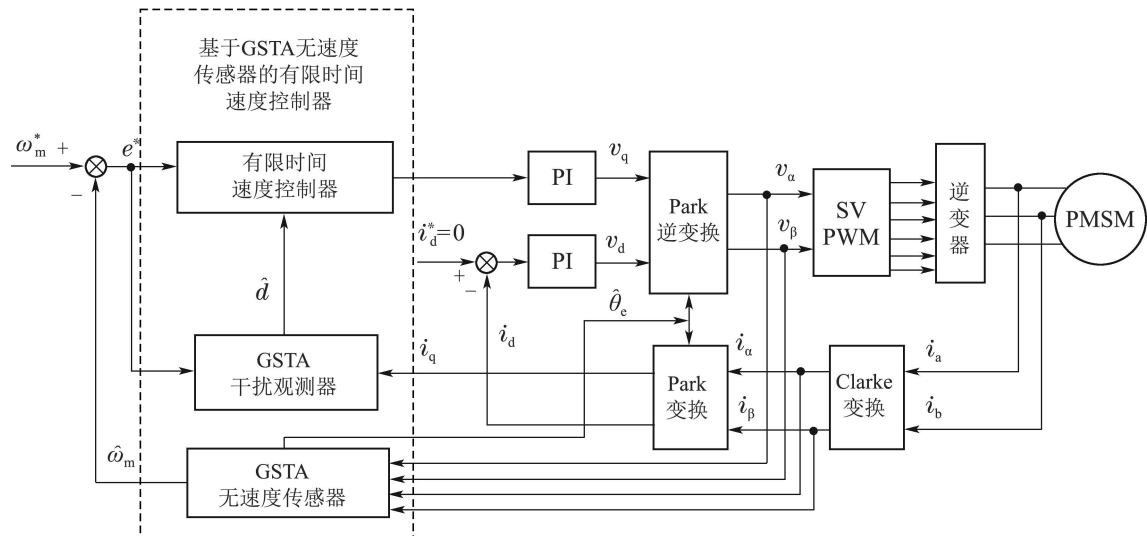 基于GSTA无速度
传感器的有限时间
速度控制器
ω*m +
−
e*
有限时间
速度控制器
PI
vq
Park
逆变换
vα
vβ
SV
PWM
逆
变
器
PMSM
i*d=0
+
−
PI
vd
d̂
θ̂e
id
iq
GSTA
干扰观测器
Park
变换
iα
iβ
Clarke
变换
ia
ib
ω̂m
GSTA
无速度传感器